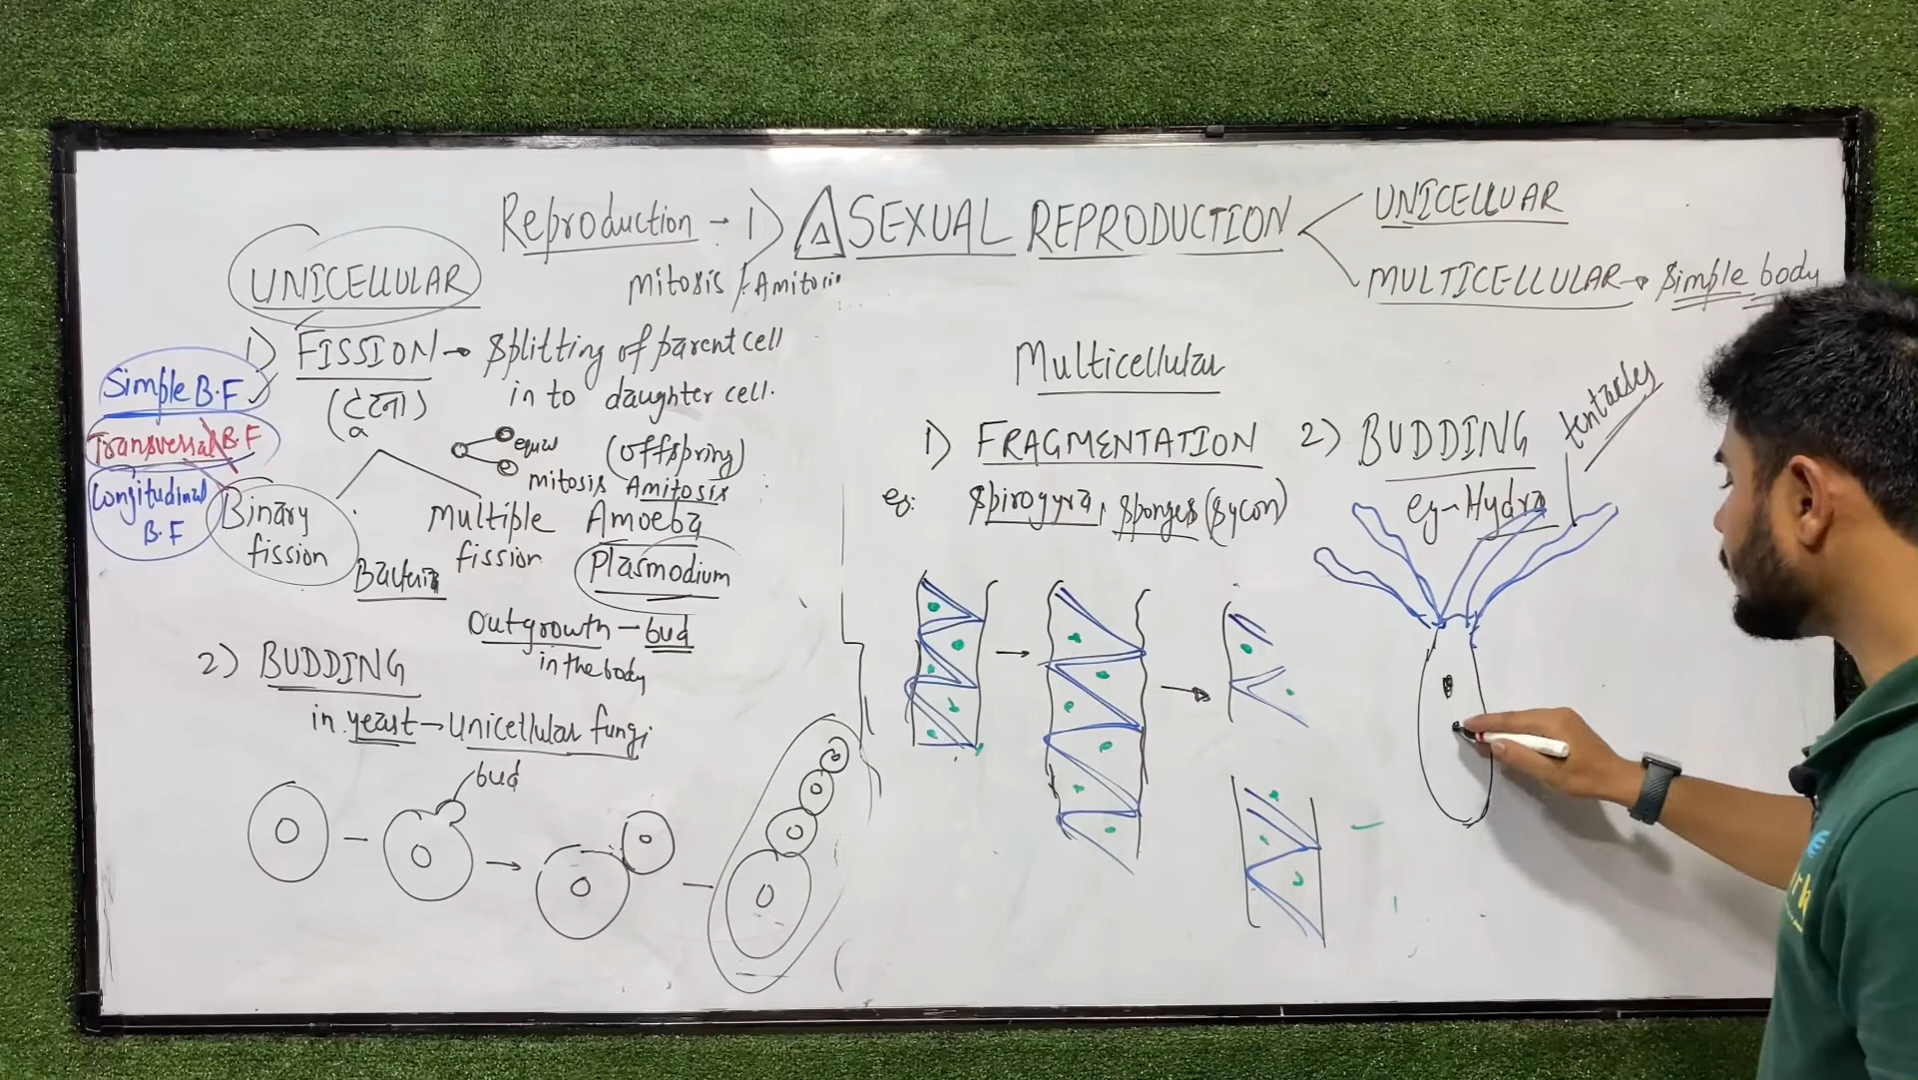 Reproduction - 1) ASEXUAL REPRODUCTION
UNICELLULAR
MULTICELLULAR → Simple body
mitosis / Amitosis
UNICELLULAR
1) FISSION → Splitting of parent cell
in to daughter cell.
(टूटना)
(offspring)
Simple B.F
Transversal B.F
Longitudinal
B.F
equal
mitosis Amitosis
Binary
fission
Bacteria
Multiple
fission
Amoeba
Plasmodium
Outgrowth - bud
in the body
2) BUDDING
in yeast → Unicellular fungi
bud
Multicellular
1) FRAGMENTATION
eg: Spirogyra, Sponges (Sycon)
2) BUDDING
eg - Hydra
tentacles